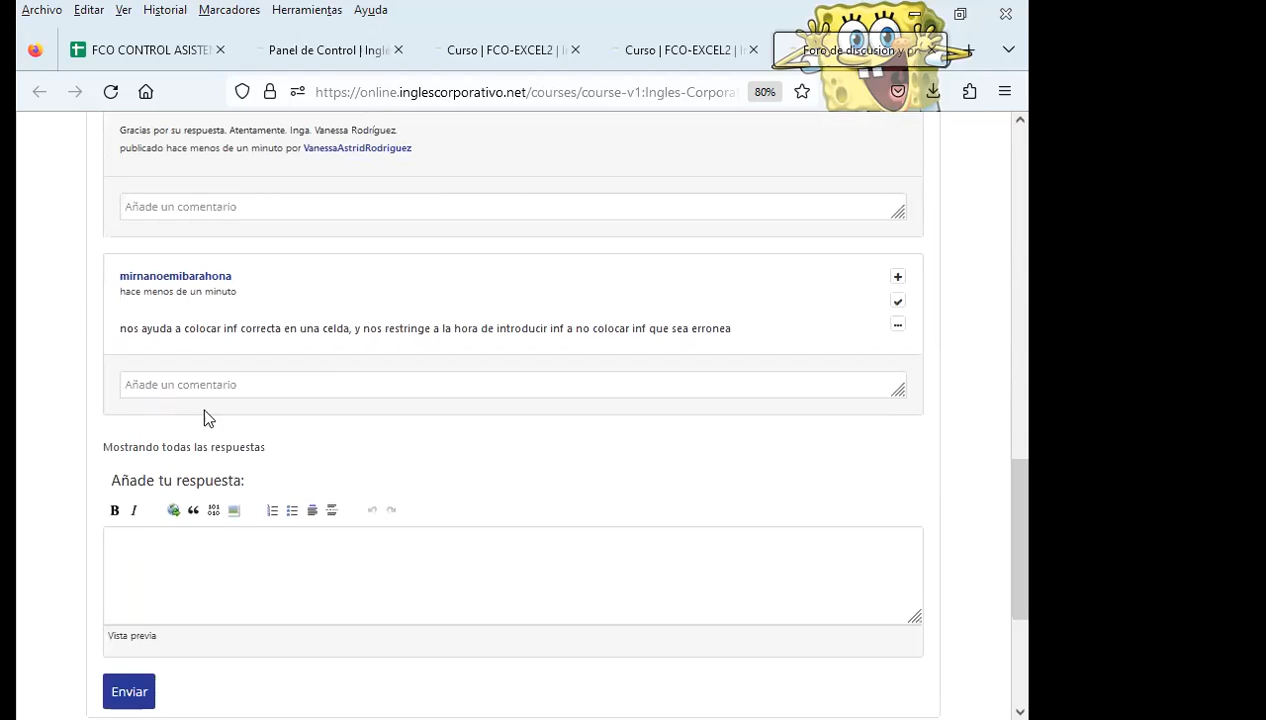 Archivo Editar Ver Historial Marcadores Herramientas Ayuda
FCO CONTROL ASISTE Panel de Control | Ingle Curso | FCO-EXCEL2 | I Curso | FCO-EXCEL2 | I Foro de discusión y pr
https://online.inglescorporativo.net/courses/course-v1:Ingles-Corpora 80%
Gracias por su respuesta. Atentamente. Inga. Vanessa Rodríguez.
publicado hace menos de un minuto por VanessaAstridRodriguez
Añade un comentario
mirnanoemibarahona
hace menos de un minuto
nos ayuda a colocar inf correcta en una celda, y nos restringe a la hora de introducir inf a no colocar inf que sea erronea
Añade un comentario
Mostrando todas las respuestas
Añade tu respuesta:
B I
Vista previa
Enviar